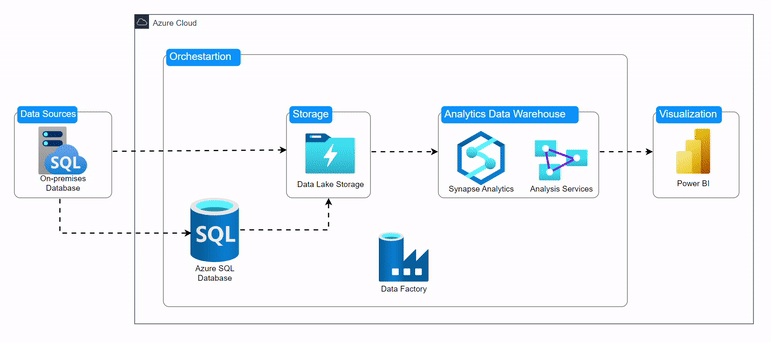 Azure Cloud
Orchestartion
Data Sources
SQL
On-premises
Database
SQL
Azure SQL
Database
Storage
Data Lake Storage
Analytics Data Warehouse
Synapse Analytics
Analysis Services
Data Factory
Visualization
Power BI